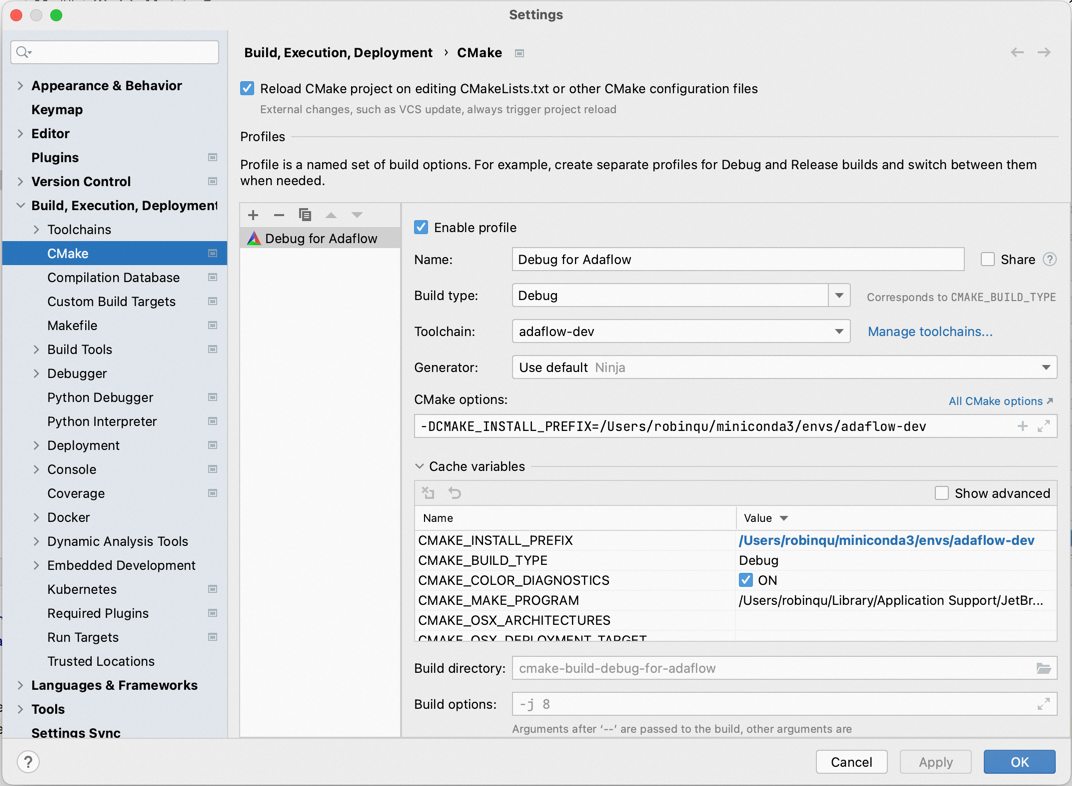 Settings
Build, Execution, Deployment › CMake
Appearance & Behavior
Keymap
Editor
Plugins
Version Control
Build, Execution, Deployment
Toolchains
CMake
Compilation Database
Custom Build Targets
Makefile
Build Tools
Debugger
Python Debugger
Python Interpreter
Deployment
Console
Coverage
Docker
Dynamic Analysis Tools
Embedded Development
Kubernetes
Required Plugins
Run Targets
Trusted Locations
Languages & Frameworks
Tools
Settings Sync
Reload CMake project on editing CMakeLists.txt or other CMake configuration files
External changes, such as VCS update, always trigger project reload
Profiles
Profile is a named set of build options. For example, create separate profiles for Debug and Release builds and switch between them
when needed.
Debug for Adaflow
Enable profile
Name: Debug for Adaflow Share ?
Build type: Debug Corresponds to CMAKE_BUILD_TYPE
Toolchain: adaflow-dev Manage toolchains...
Generator: Use default Ninja
CMake options: All CMake options ↗
-DCMAKE_INSTALL_PREFIX=/Users/robinqu/miniconda3/envs/adaflow-dev
Cache variables
Show advanced
Name Value
CMAKE_INSTALL_PREFIX /Users/robinqu/miniconda3/envs/adaflow-dev
CMAKE_BUILD_TYPE Debug
CMAKE_COLOR_DIAGNOSTICS ON
CMAKE_MAKE_PROGRAM /Users/robinqu/Library/Application Support/JetBr...
CMAKE_OSX_ARCHITECTURES
CMAKE_OSX_DEPLOYMENT_TARGET
Build directory: cmake-build-debug-for-adaflow
Build options: -j 8
Arguments after '--' are passed to the build, other arguments are
? Cancel Apply OK